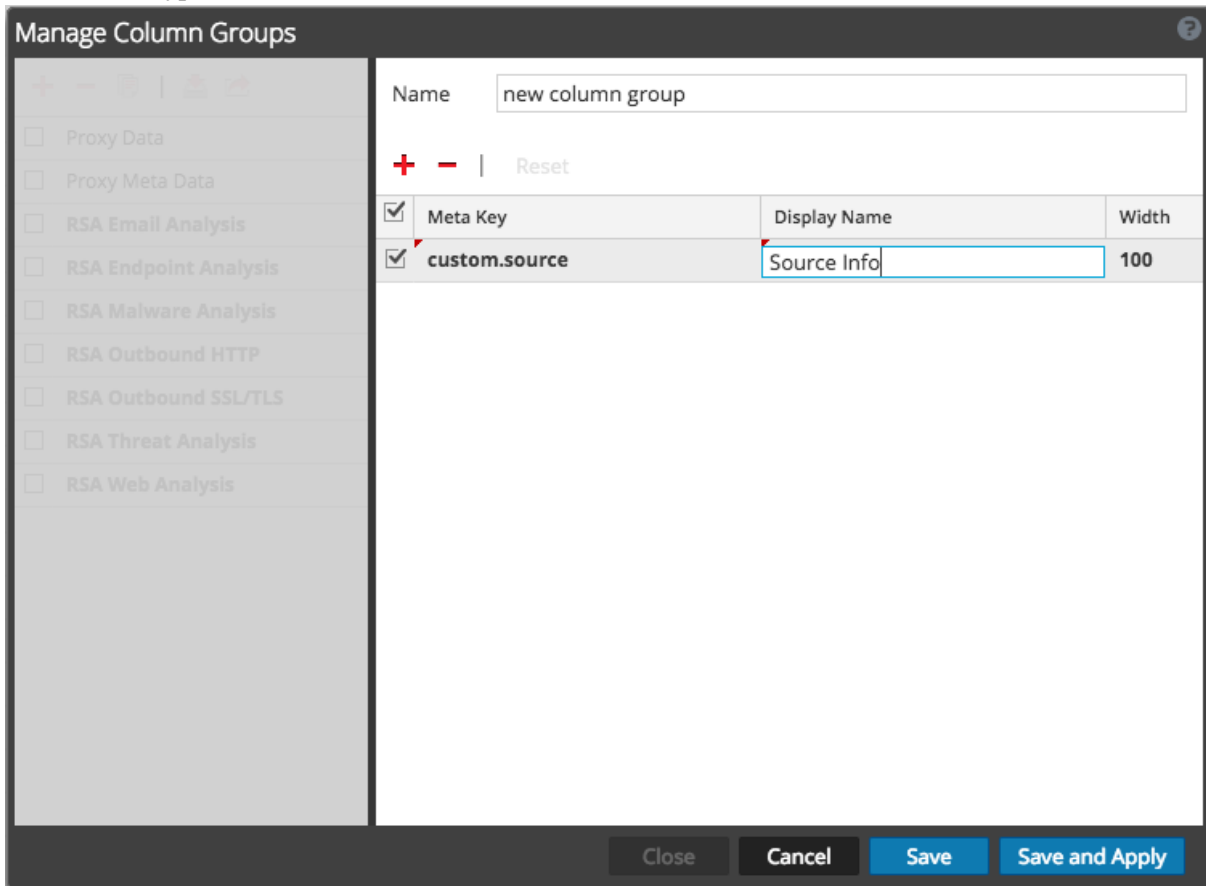 Manage Column Groups
Name new column group
Reset
Proxy Data
Proxy Meta Data
RSA Email Analysis
RSA Endpoint Analysis
RSA Malware Analysis
RSA Outbound HTTP
RSA Outbound SSL/TLS
RSA Threat Analysis
RSA Web Analysis
Meta Key Display Name Width
custom.source Source Info 100
Close Cancel Save Save and Apply